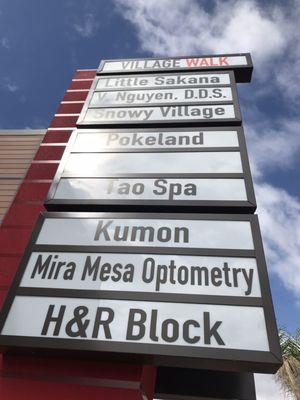 VILLAGE WALK
Little Sakana
V. Nguyen, D.D.S.
Snowy Village
Pokeland
Tao Spa
Kumon
Mira Mesa Optometry
H&R Block